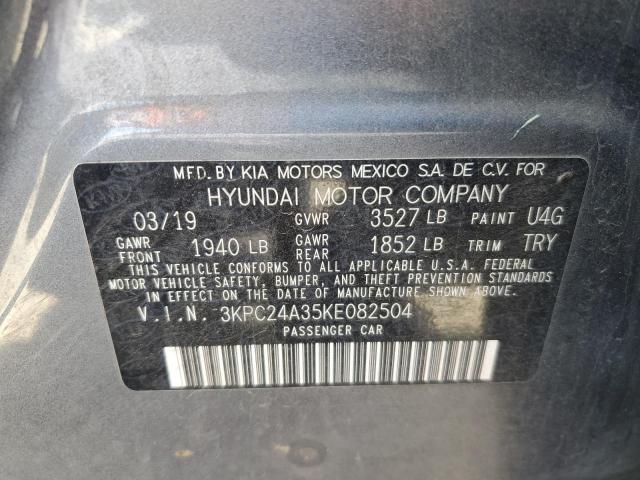 MFD. BY KIA MOTORS MEXICO S.A. DE C.V. FOR
HYUNDAI MOTOR COMPANY
03/19 GVWR 3527 LB PAINT U4G
GAWR FRONT 1940 LB GAWR REAR 1852 LB TRIM TRY
THIS VEHICLE CONFORMS TO ALL APPLICABLE U.S.A. FEDERAL
MOTOR VEHICLE SAFETY, BUMPER, AND THEFT PREVENTION STANDARDS
IN EFFECT ON THE DATE OF MANUFACTURE SHOWN ABOVE.
V.I.N. 3KPC24A35KE082504
PASSENGER CAR